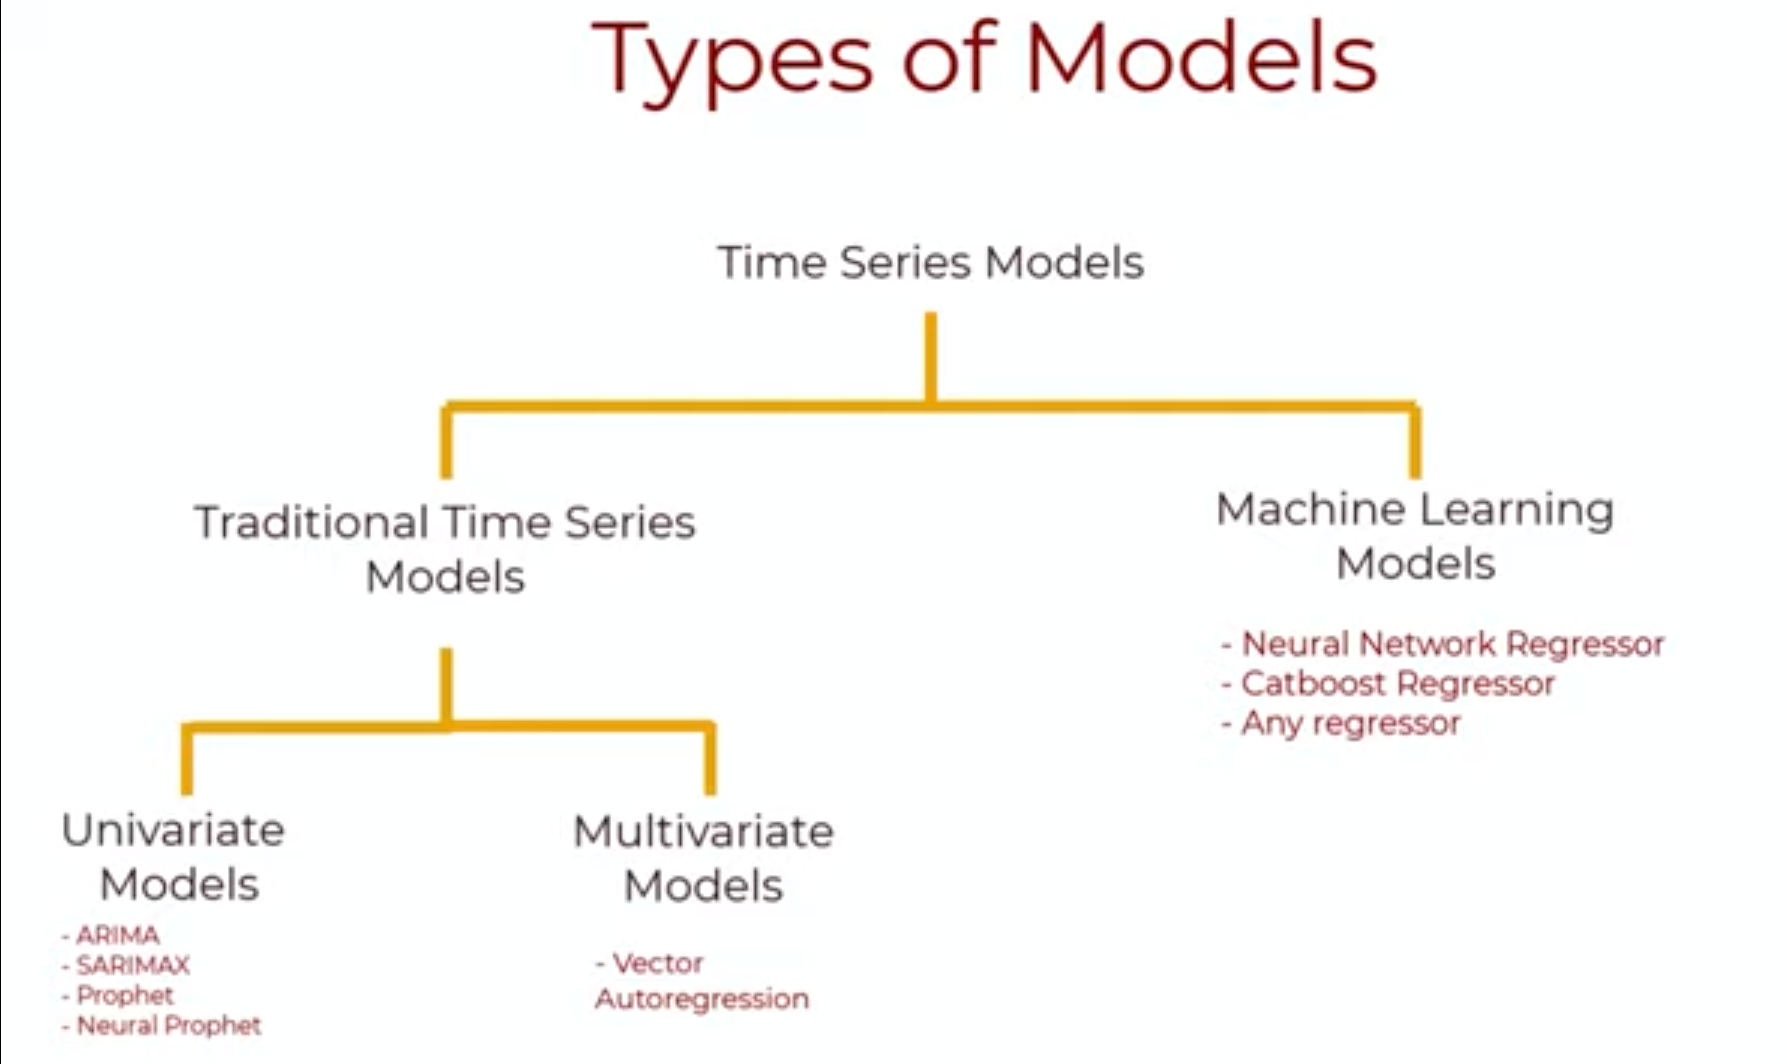 Types of Models
Time Series Models
Traditional Time Series
Models
Machine Learning
Models
- Neural Network Regressor
- Catboost Regressor
- Any regressor
Univariate
Models
- ARIMA
- SARIMAX
- Prophet
- Neural Prophet
Multivariate
Models
- Vector
Autoregression